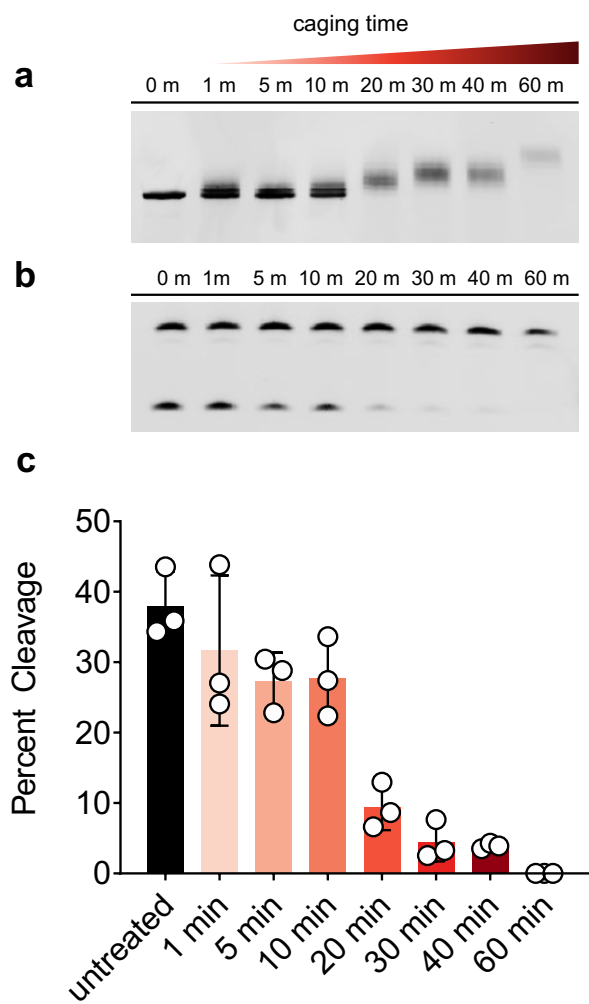 caging time
a
0 m 1 m 5 m 10 m 20 m 30 m 40 m 60 m
b
0 m 1m 5 m 10 m 20 m 30 m 40 m 60 m
c
Percent Cleavage
50
40
30
20
10
0
untreated 1 min 5 min 10 min 20 min 30 min 40 min 60 min